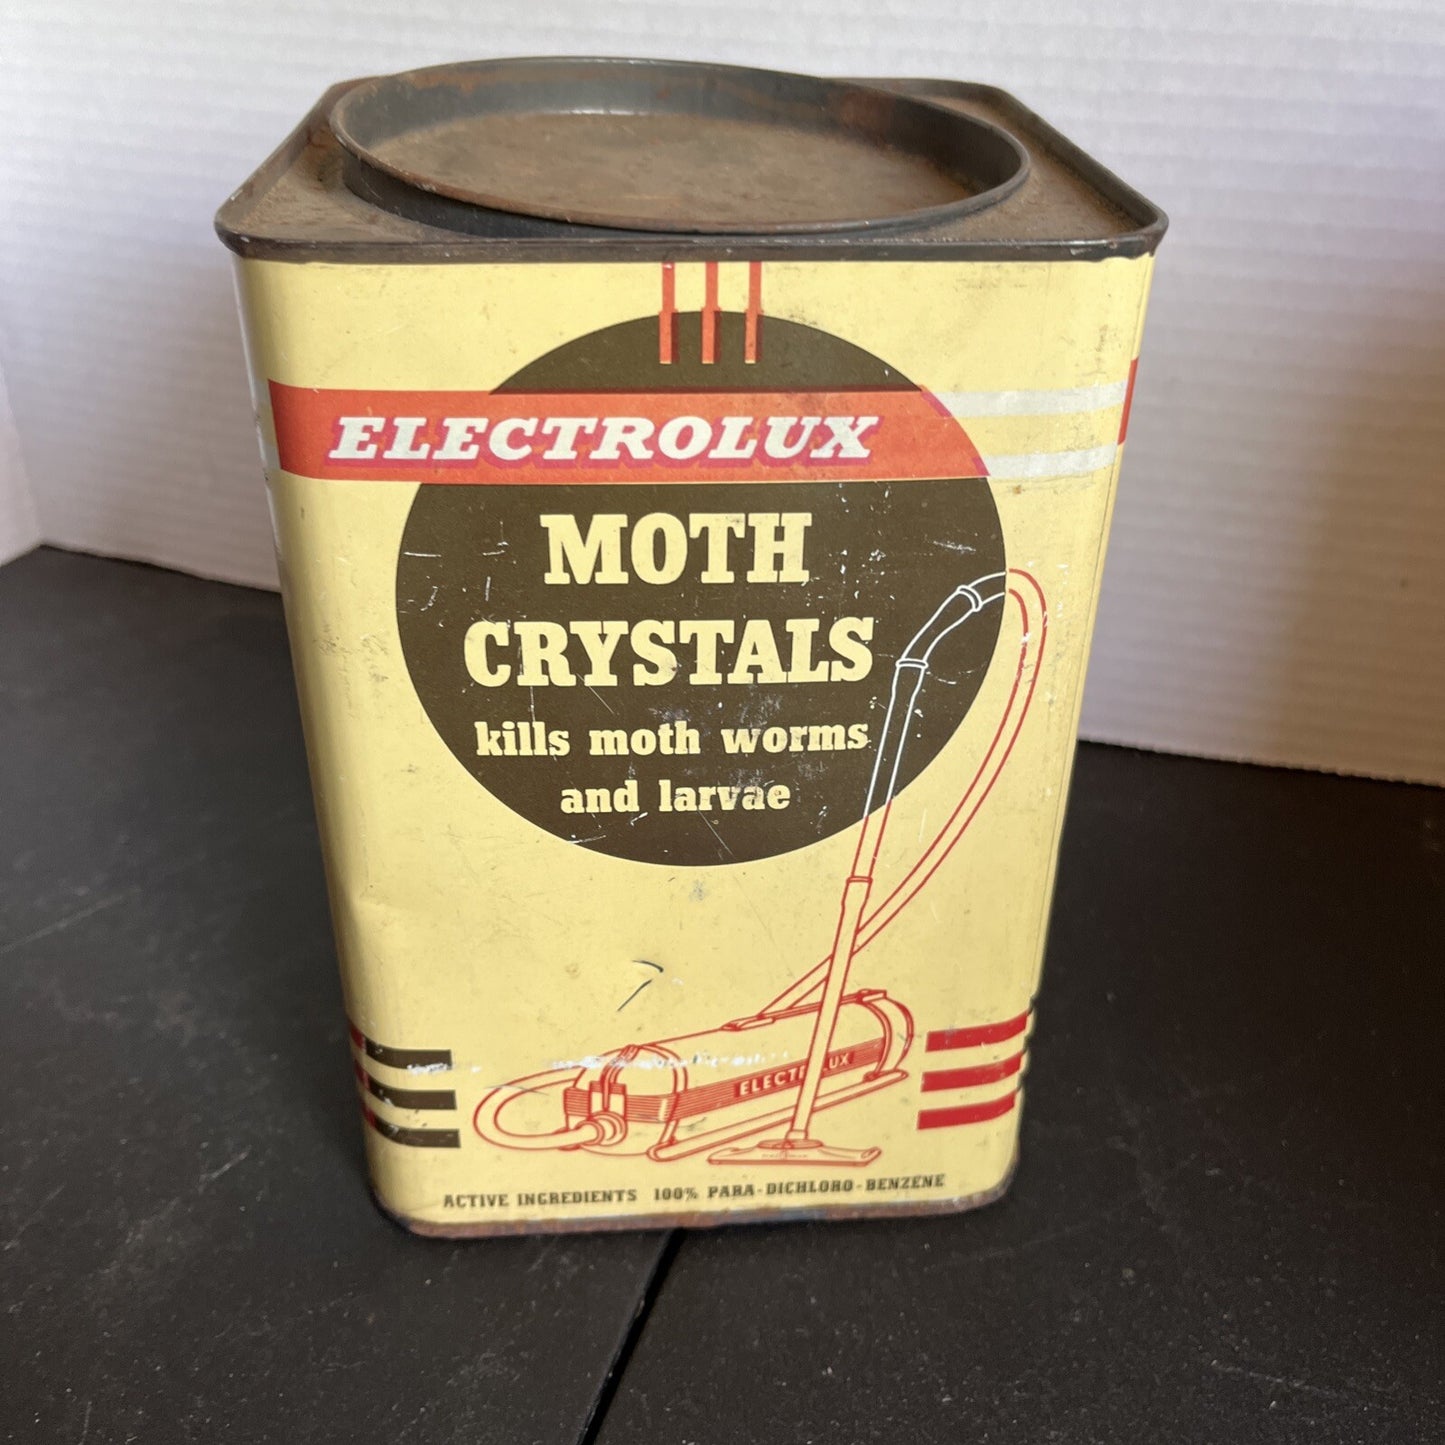 ELECTROLUX
MOTH
CRYSTALS
kills moth worms
and larvae
ELECTROLUX
ACTIVE INGREDIENTS 100% PARA-DICHLORO-BENZENE